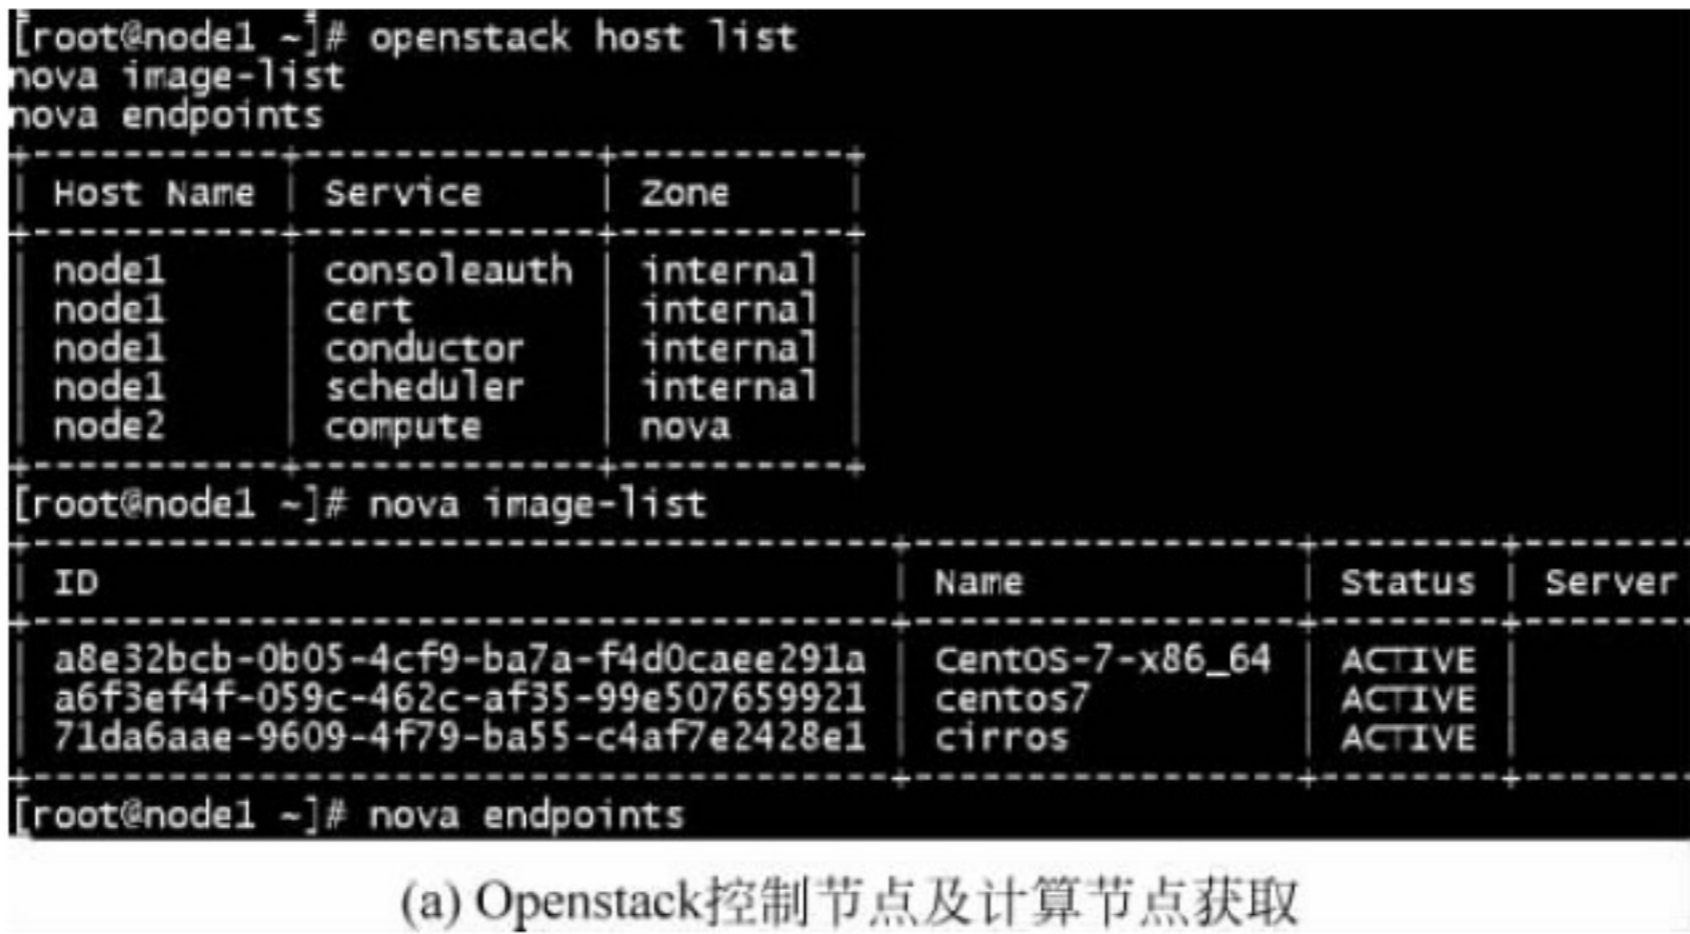 [root@node1 ~]# openstack host list
nova image-list
nova endpoints
+-------------+--------------+-----------+
| Host Name | Service | Zone |
+-------------+--------------+-----------+
| node1 | consoleauth | internal |
| node1 | cert | internal |
| node1 | conductor | internal |
| node1 | scheduler | internal |
| node2 | compute | nova |
+-------------+--------------+-----------+
[root@node1 ~]# nova image-list
+--------------------------------------+-----------------+--------+-------
| ID | Name | Status | Server
+--------------------------------------+-----------------+--------+-------
| a8e32bcb-0b05-4cf9-ba7a-f4d0caee291a | CentOS-7-x86_64 | ACTIVE |
| a6f3ef4f-059c-462c-af35-99e507659921 | centos7 | ACTIVE |
| 71da6aae-9609-4f79-ba55-c4af7e2428e1 | cirros | ACTIVE |
+--------------------------------------+-----------------+--------+-------
[root@node1 ~]# nova endpoints
(a) Openstack控制节点及计算节点获取